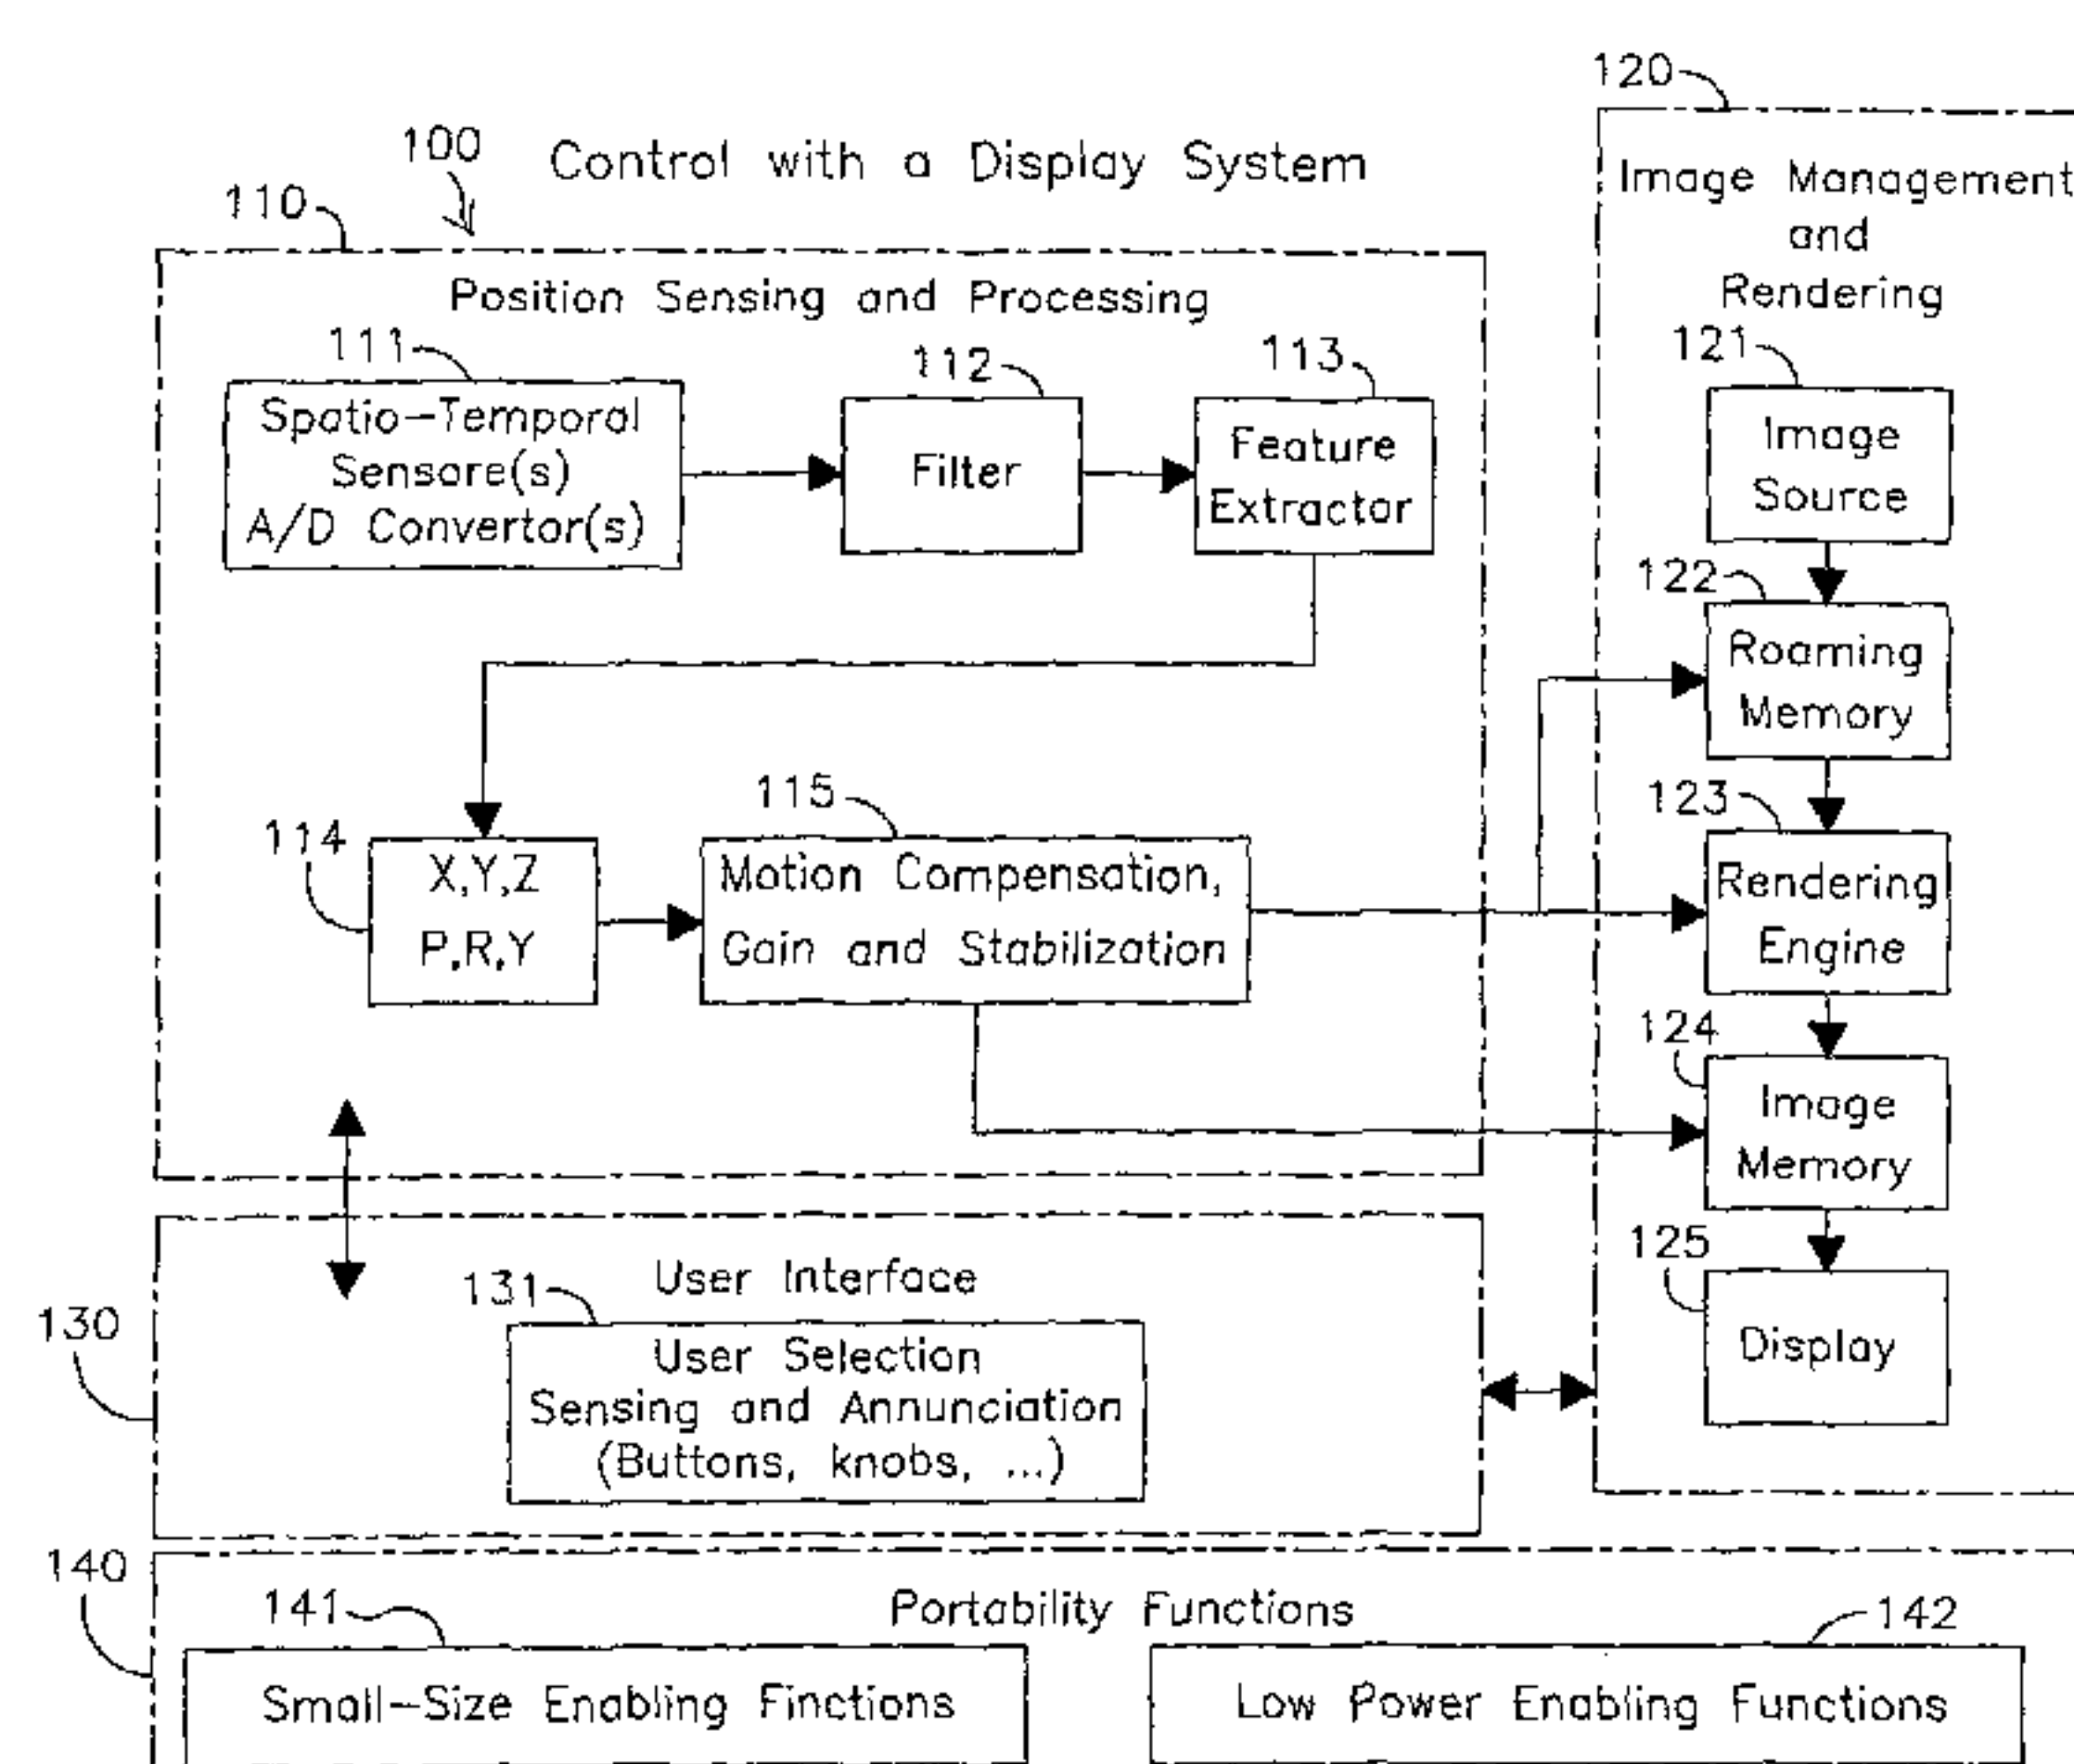 120
100 Control with a Display System
110
Image Management
and
Rendering
Position Sensing and Processing
111
112
113
121
Spatio-Temporal
Sensore(s)
A/D Convertor(s)
Filter
Feature
Extractor
Image
Source
122
Roaming
Memory
115
123
114
X,Y,Z
P,R,Y
Motion Compensation,
Gain and Stabilization
Rendering
Engine
124
Image
Memory
125
Display
130
User Interface
131
User Selection
Sensing and Annunciation
(Buttons, knobs, ...)
140
Portability Functions
141
142
Small-Size Enabling Finctions
Low Power Enabling Functions